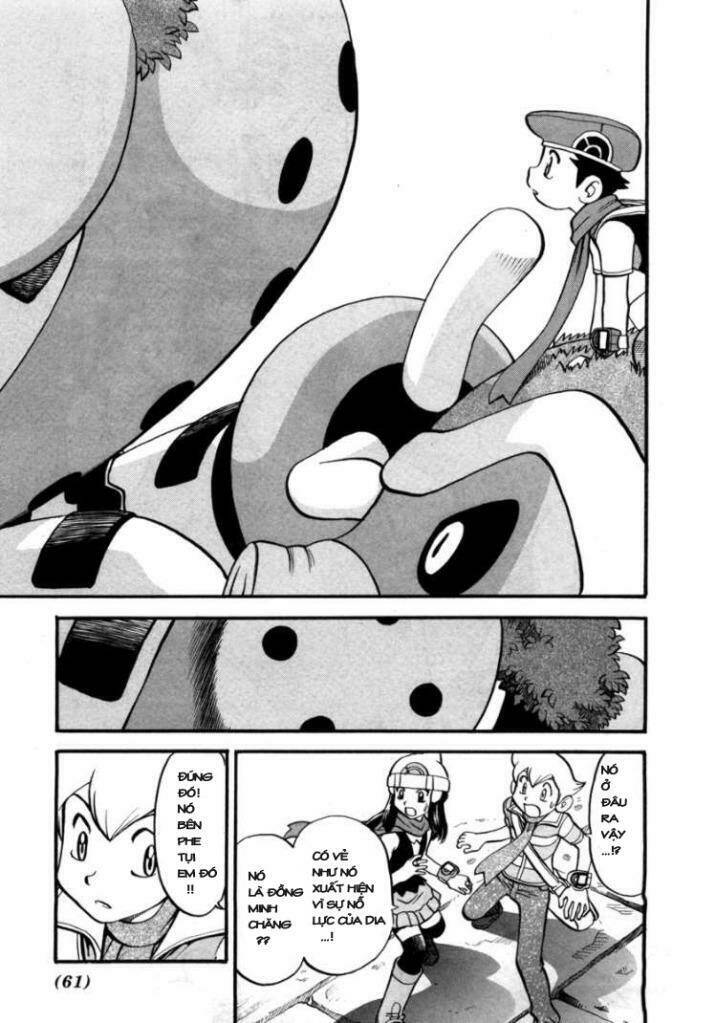 NÓ
Ở
ĐÂU
RA
VẬY
...!?
CÓ VẺ
NHƯ NÓ
XUẤT HIỆN
VÌ SỰ NỖ
LỰC CỦA DIA
...!
NÓ
LÀ ĐỒNG
MINH
CHĂNG
??
ĐÚNG
ĐÓ!
NÓ
BÊN
PHE
TỤI
EM ĐÓ
!!
(61)